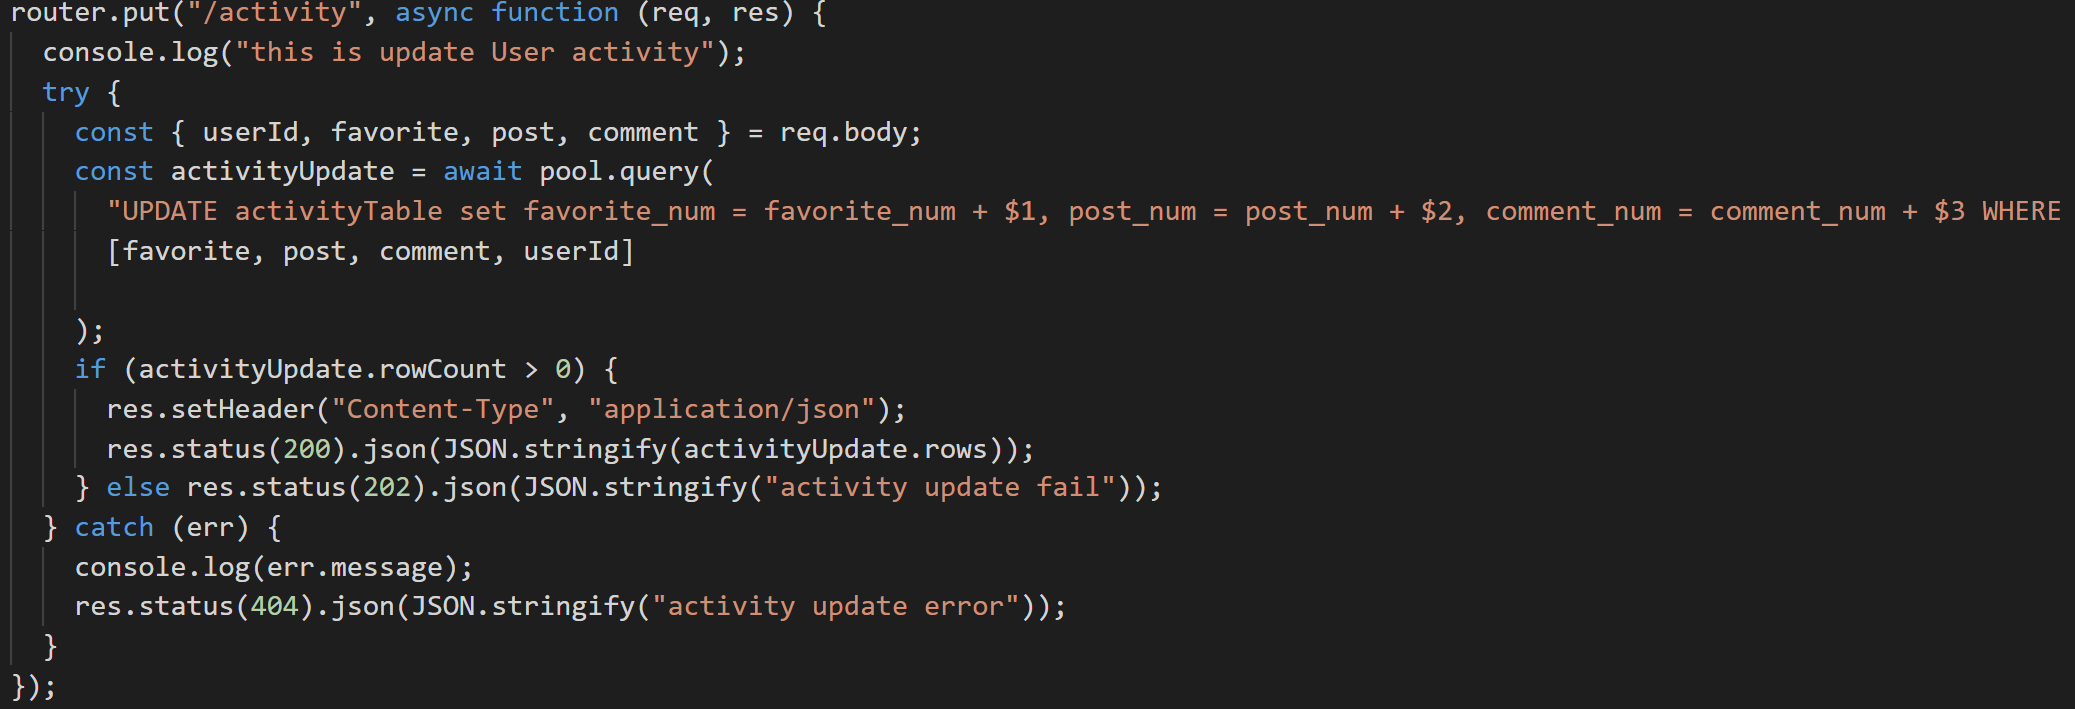 router.put("/activity", async function (req, res) {
  console.log("this is update User activity");
  try {
    const { userId, favorite, post, comment } = req.body;
    const activityUpdate = await pool.query(
      "UPDATE activityTable set favorite_num = favorite_num + $1, post_num = post_num + $2, comment_num = comment_num + $3 WHERE
      [favorite, post, comment, userId]
    );
    if (activityUpdate.rowCount > 0) {
      res.setHeader("Content-Type", "application/json");
      res.status(200).json(JSON.stringify(activityUpdate.rows));
    } else res.status(202).json(JSON.stringify("activity update fail"));
  } catch (err) {
    console.log(err.message);
    res.status(404).json(JSON.stringify("activity update error"));
  }
});